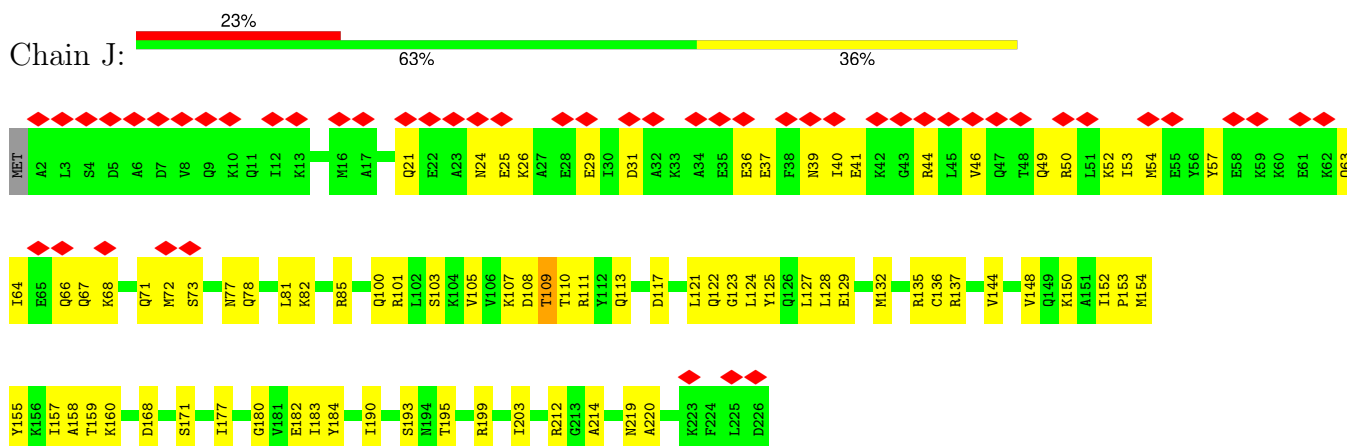 23%
Chain J:
63% 36%
MET A2 L3 S4 D5 A6 D7 V8 Q9 K10 Q11 I12 K13 M16 A17 Q21 E22 A23 N24 E25 K26 A27 E28 E29 I30 D31 A32 K33 A34 E35 E36 E37 F38 N39 I40 E41 K42 G43 R44 L45 V46 Q47 T48 Q49 R50 L51 K52 I53 M54 E55 Y56 Y57 E58 K59 K60 E61 K62 Q63
I64 E65 Q66 Q67 K68 Q71 M72 S73 N77 Q78 L81 K82 R85 Q100 R101 L102 S103 K104 V105 V106 K107 D108 T109 T110 R111 Y112 Q113 D117 L121 Q122 G123 L124 Y125 Q126 L127 L128 E129 M132 R135 C136 R137 V144 V148 Q149 K150 A151 I152 P153 M154
Y155 K156 I157 A158 T159 K160 D168 S171 I177 G180 V181 E182 I183 Y184 I190 S193 N194 T195 R199 I203 R212 G213 A214 N219 A220 K223 F224 L225 D226